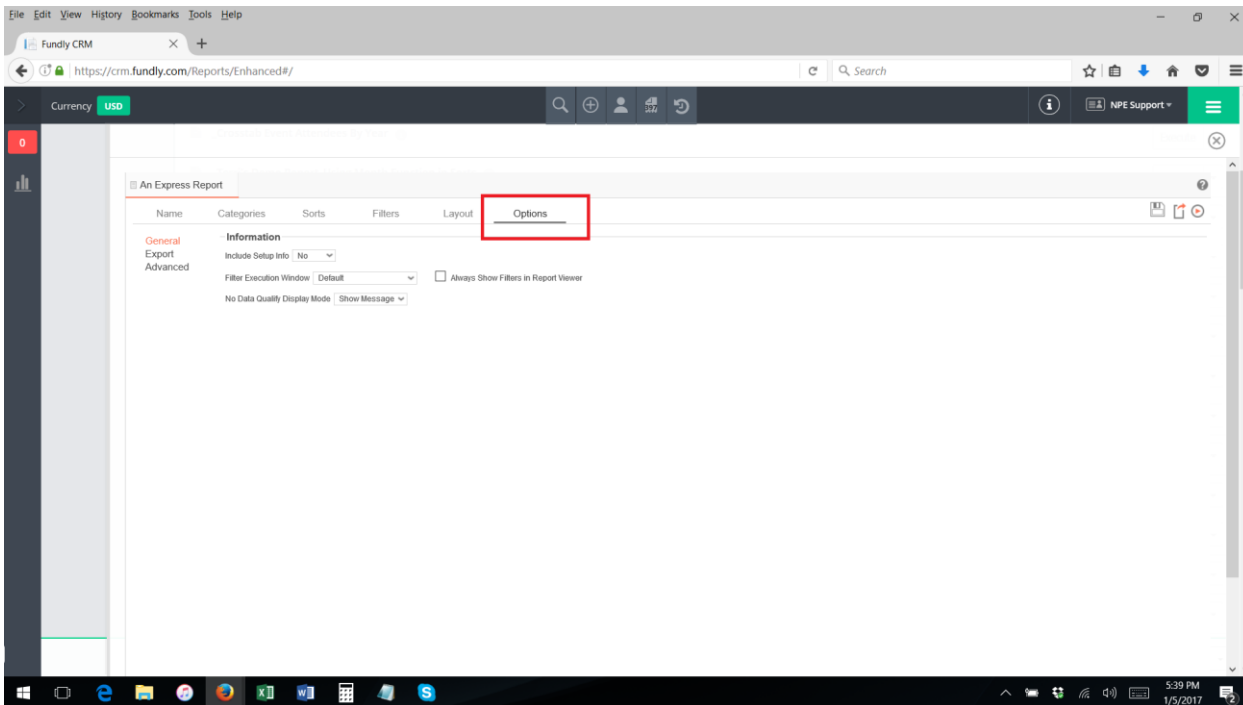 File Edit View History Bookmarks Tools Help
Fundly CRM
https://crm.fundly.com/Reports/Enhanced#/
Search
Currency USD
NPE Support
0
An Express Report
Name Categories Sorts Filters Layout Options
General
Export
Advanced
Information
Include Setup Info No
Filter Execution Window Default Always Show Filters in Report Viewer
No Data Qualify Display Mode Show Message
5:39 PM
1/5/2017